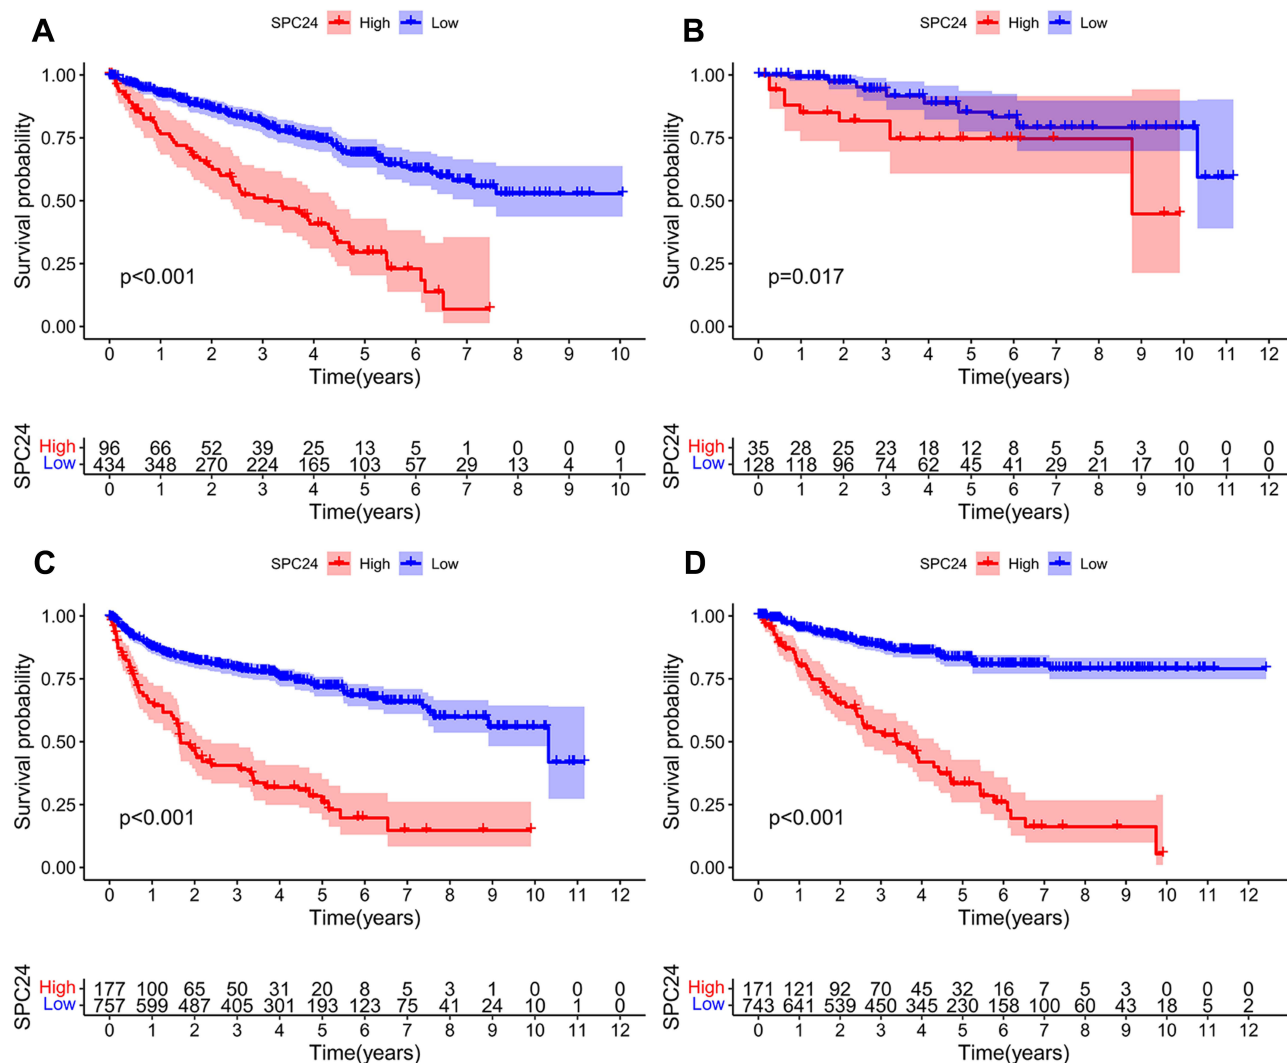 A
SPC24 High Low
Survival probability
1.00
0.75
0.50
0.25
0.00
p<0.001
0 1 2 3 4 5 6 7 8 9 10
Time(years)
SPC24
High 96 66 52 39 25 13 5 1 0 0 0
Low 434 348 270 224 165 103 57 29 13 4 1
0 1 2 3 4 5 6 7 8 9 10
Time(years)
B
SPC24 High Low
Survival probability
1.00
0.75
0.50
0.25
0.00
p=0.017
0 1 2 3 4 5 6 7 8 9 10 11 12
Time(years)
SPC24
High 35 28 25 23 18 12 8 5 5 3 0 0 0
Low 128 118 96 74 62 45 41 29 21 17 10 1 0
0 1 2 3 4 5 6 7 8 9 10 11 12
Time(years)
C
SPC24 High Low
Survival probability
1.00
0.75
0.50
0.25
0.00
p<0.001
0 1 2 3 4 5 6 7 8 9 10 11 12
Time(years)
SPC24
High 177 100 65 50 31 20 8 5 3 1 0 0 0
Low 757 599 487 405 301 193 123 75 41 24 10 1 0
0 1 2 3 4 5 6 7 8 9 10 11 12
Time(years)
D
SPC24 High Low
Survival probability
1.00
0.75
0.50
0.25
0.00
p<0.001
0 1 2 3 4 5 6 7 8 9 10 11 12
Time(years)
SPC24
High 171 121 92 70 45 32 16 7 5 3 0 0 0
Low 743 641 539 450 345 230 158 100 60 43 18 5 2
0 1 2 3 4 5 6 7 8 9 10 11 12
Time(years)